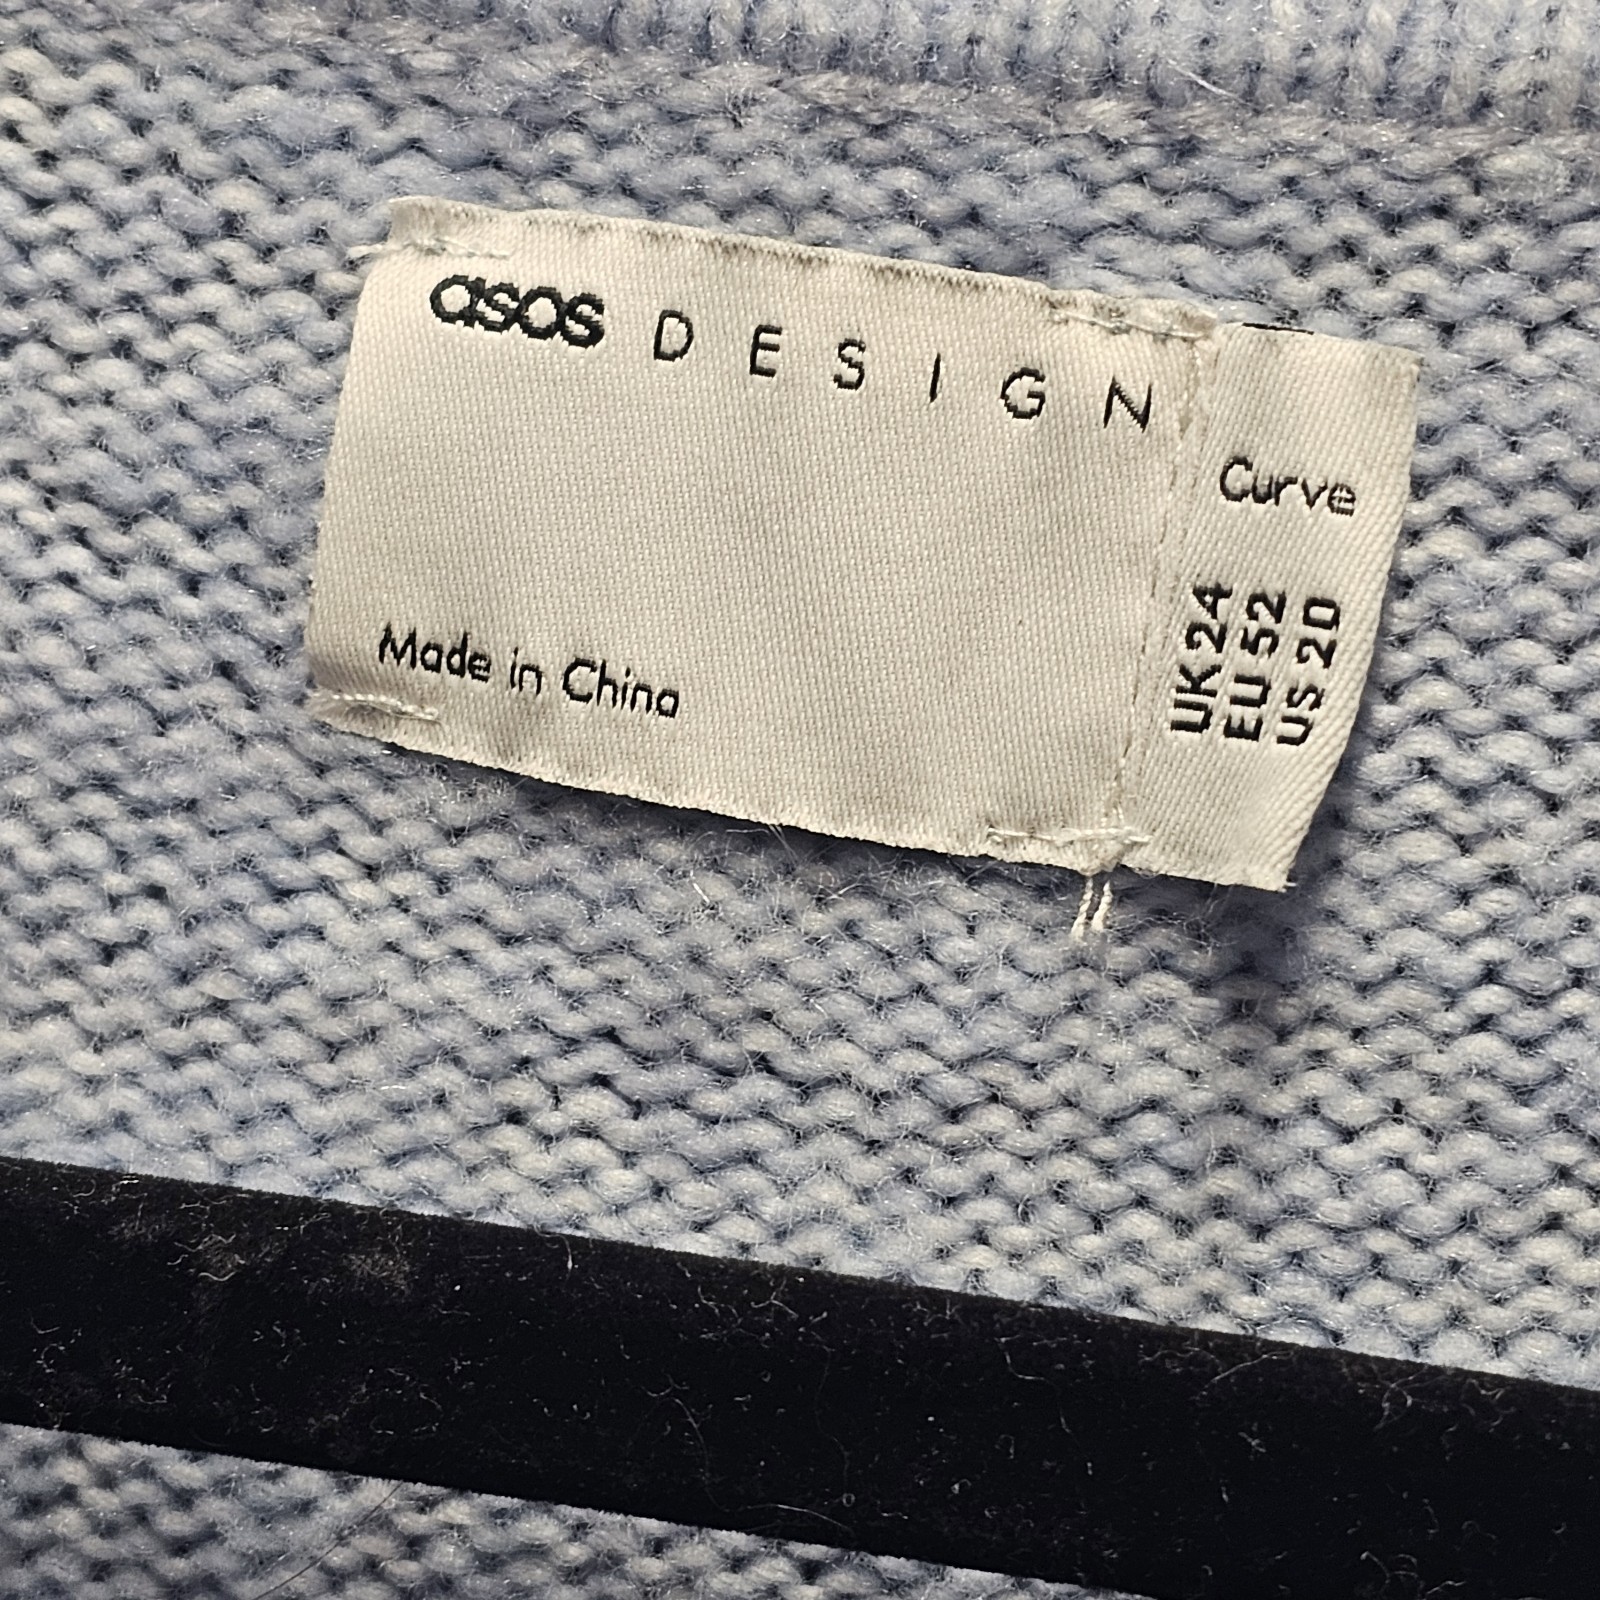 asos DESIGN
Made in China
Curve
UK 24
EU 52
US 20